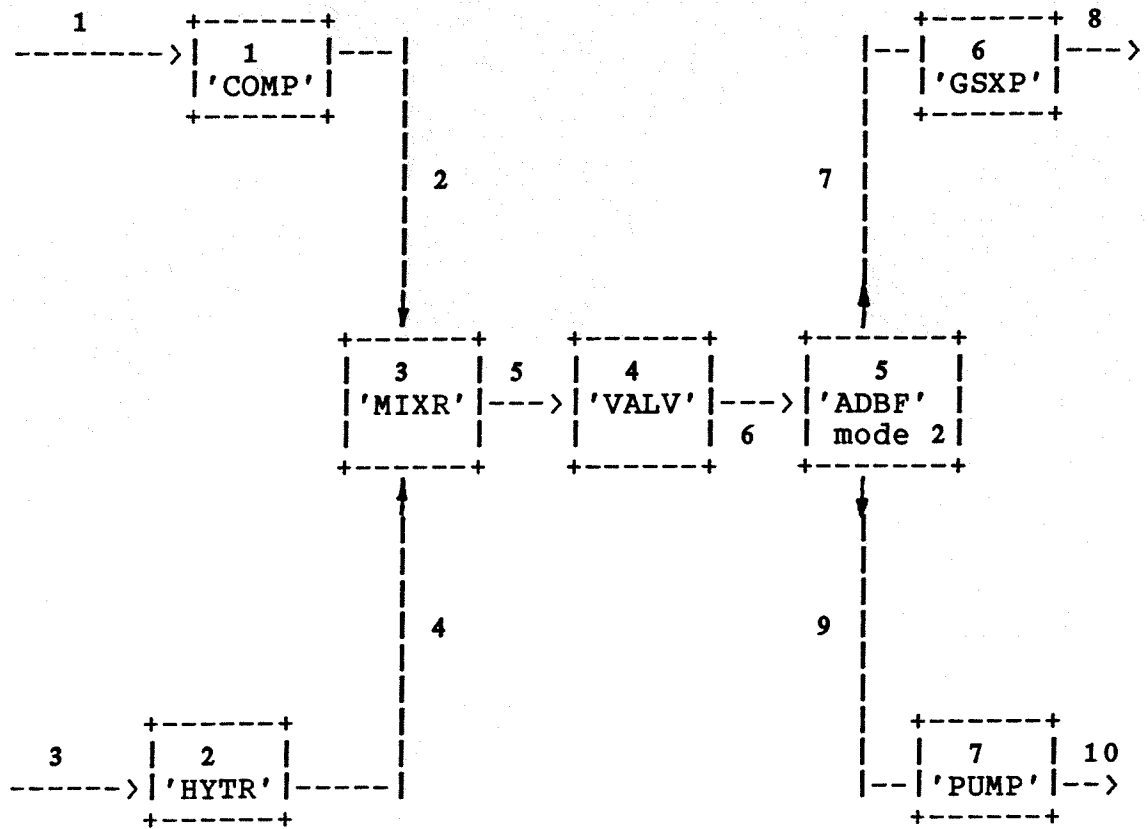 1
1
'COMP'
2
6
'GSXP'
8
7
3
'MIXR'
5
4
'VALV'
6
5
'ADBF'
mode 2
4
9
3
2
'HYTR'
7
'PUMP'
10